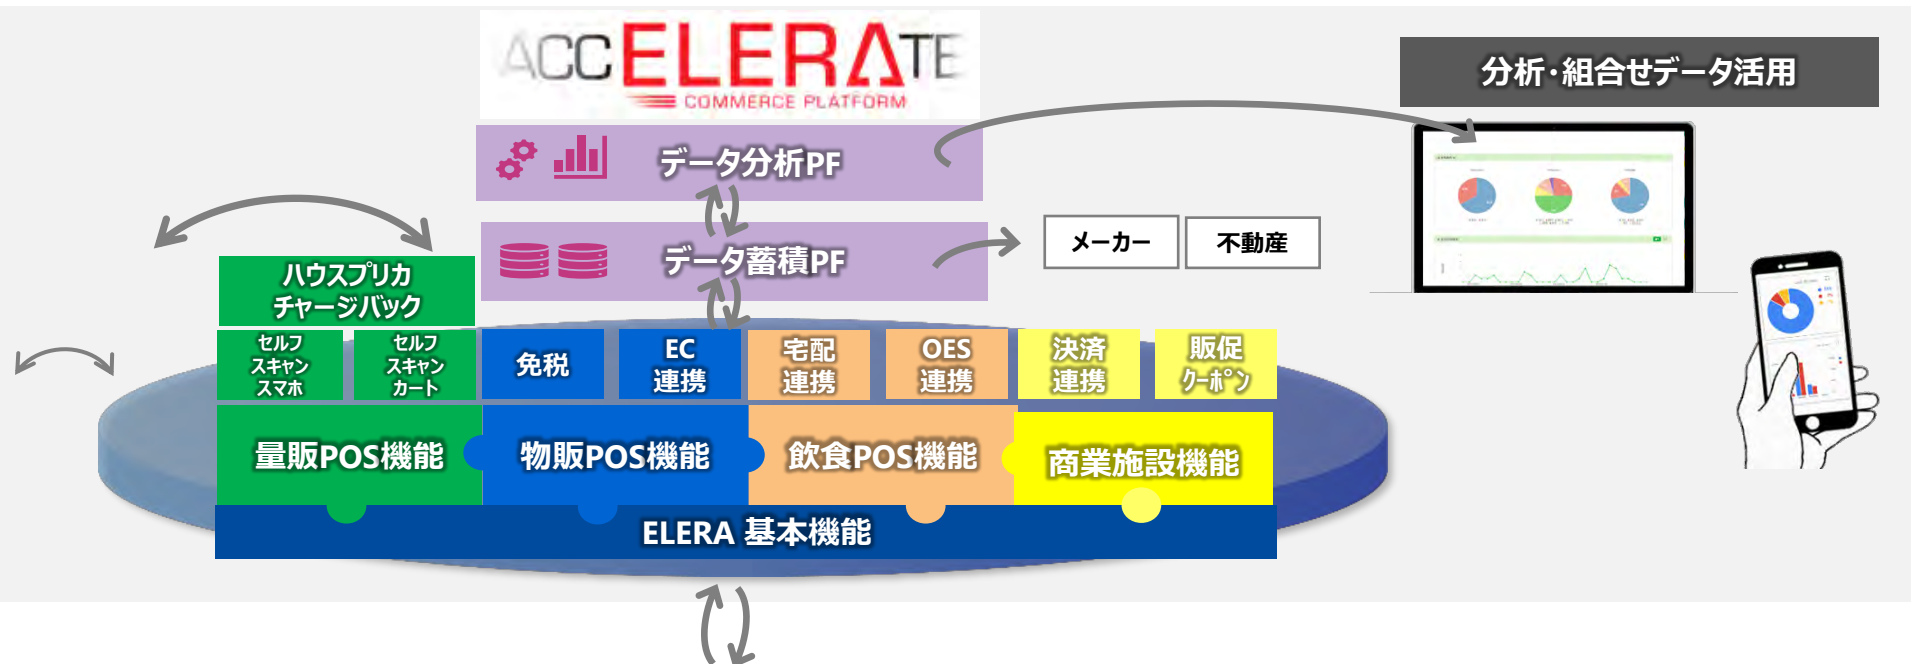 ACCELERATE
COMMERCE PLATFORM
分析・組合せデータ活用
データ分析PF
データ蓄積PF
メーカー
不動産
ハウスプリカ
チャージバック
セルフ
スキャン
スマホ
セルフ
スキャン
カート
免税
EC
連携
宅配
連携
OES
連携
決済
連携
販促
クーポン
量販POS機能
物販POS機能
飲食POS機能
商業施設機能
ELERA 基本機能